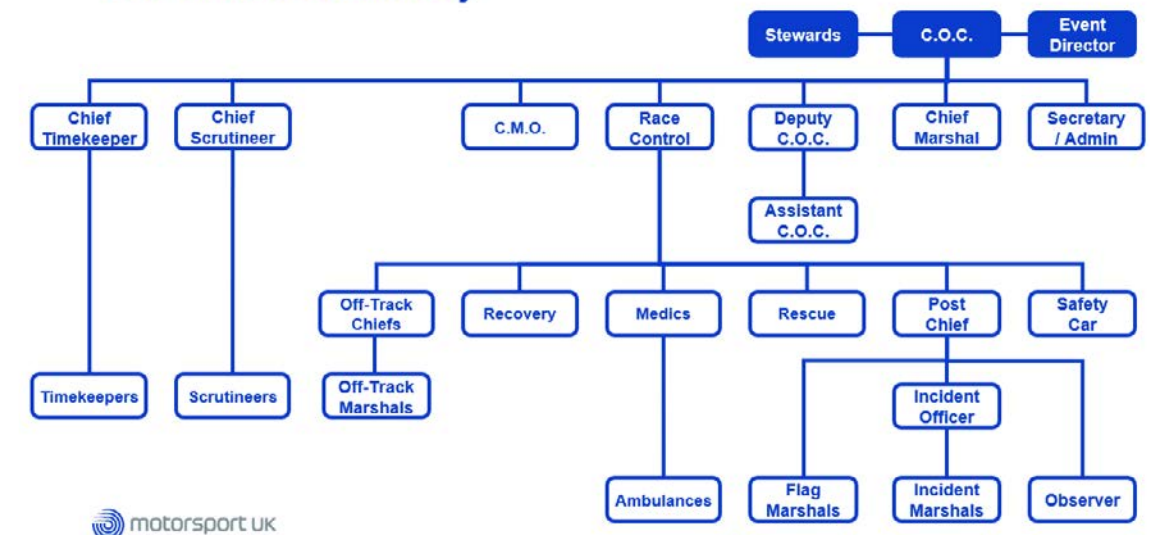 Stewards
C.O.C.
Event
Director
Chief
Timekeeper
Chief
Scrutineer
C.M.O.
Race
Control
Deputy
C.O.C.
Chief
Marshal
Secretary
/ Admin
Assistant
C.O.C.
Off-Track
Chiefs
Recovery
Medics
Rescue
Post
Chief
Safety
Car
Timekeepers
Scrutineers
Off-Track
Marshals
Incident
Officer
Ambulances
Flag
Marshals
Incident
Marshals
Observer
motorsport UK